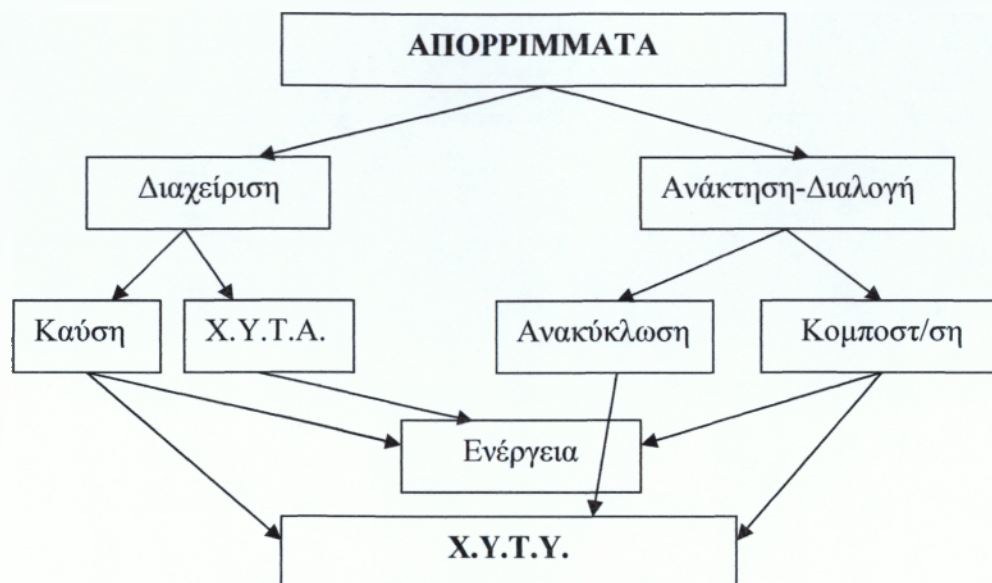 ΑΠΟΡΡΙΜΜΑΤΑ
Διαχείριση
Ανάκτηση-Διαλογή
Καύση
Χ.Υ.Τ.Α.
Ανακύκλωση
Κομποστ/ση
Ενέργεια
Χ.Υ.Τ.Υ.